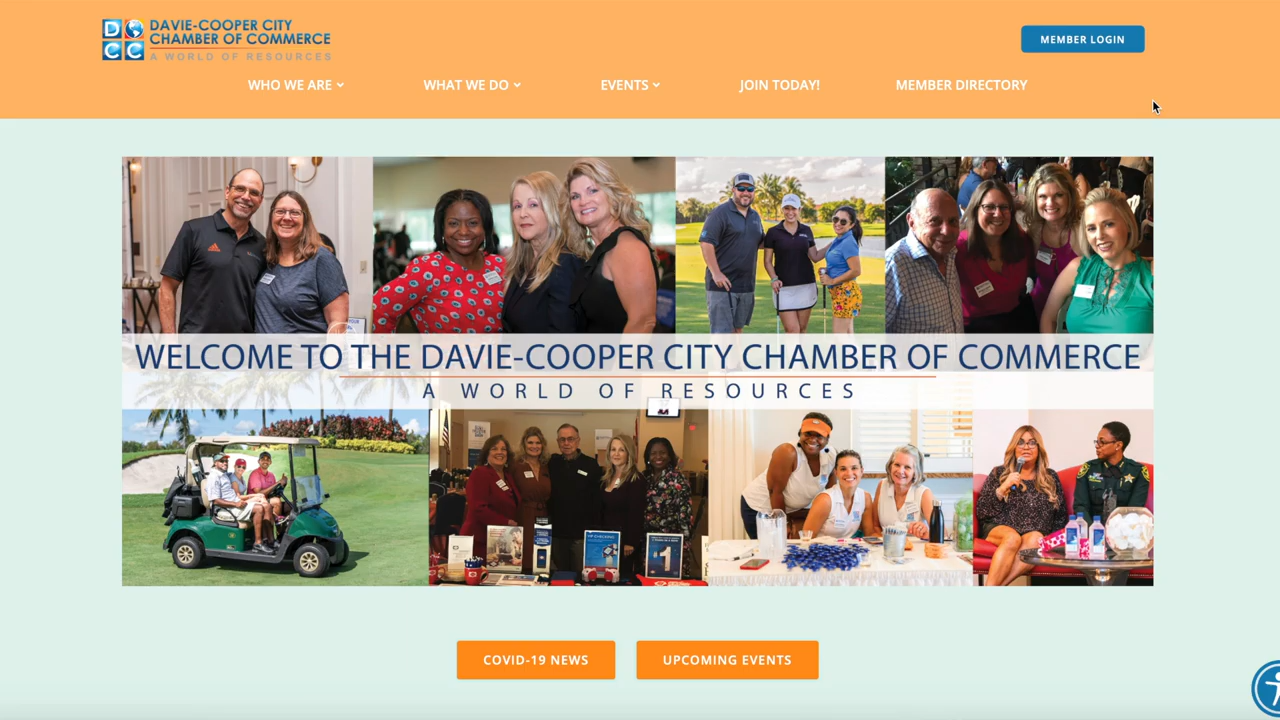 DAVIE-COOPER CITY
CHAMBER OF COMMERCE
A WORLD OF RESOURCES
D
C C
MEMBER LOGIN
WHO WE ARE
WHAT WE DO
EVENTS
JOIN TODAY!
MEMBER DIRECTORY
WELCOME TO THE DAVIE-COOPER CITY CHAMBER OF COMMERCE
A WORLD OF RESOURCES
$1
COVID-19 NEWS
UPCOMING EVENTS